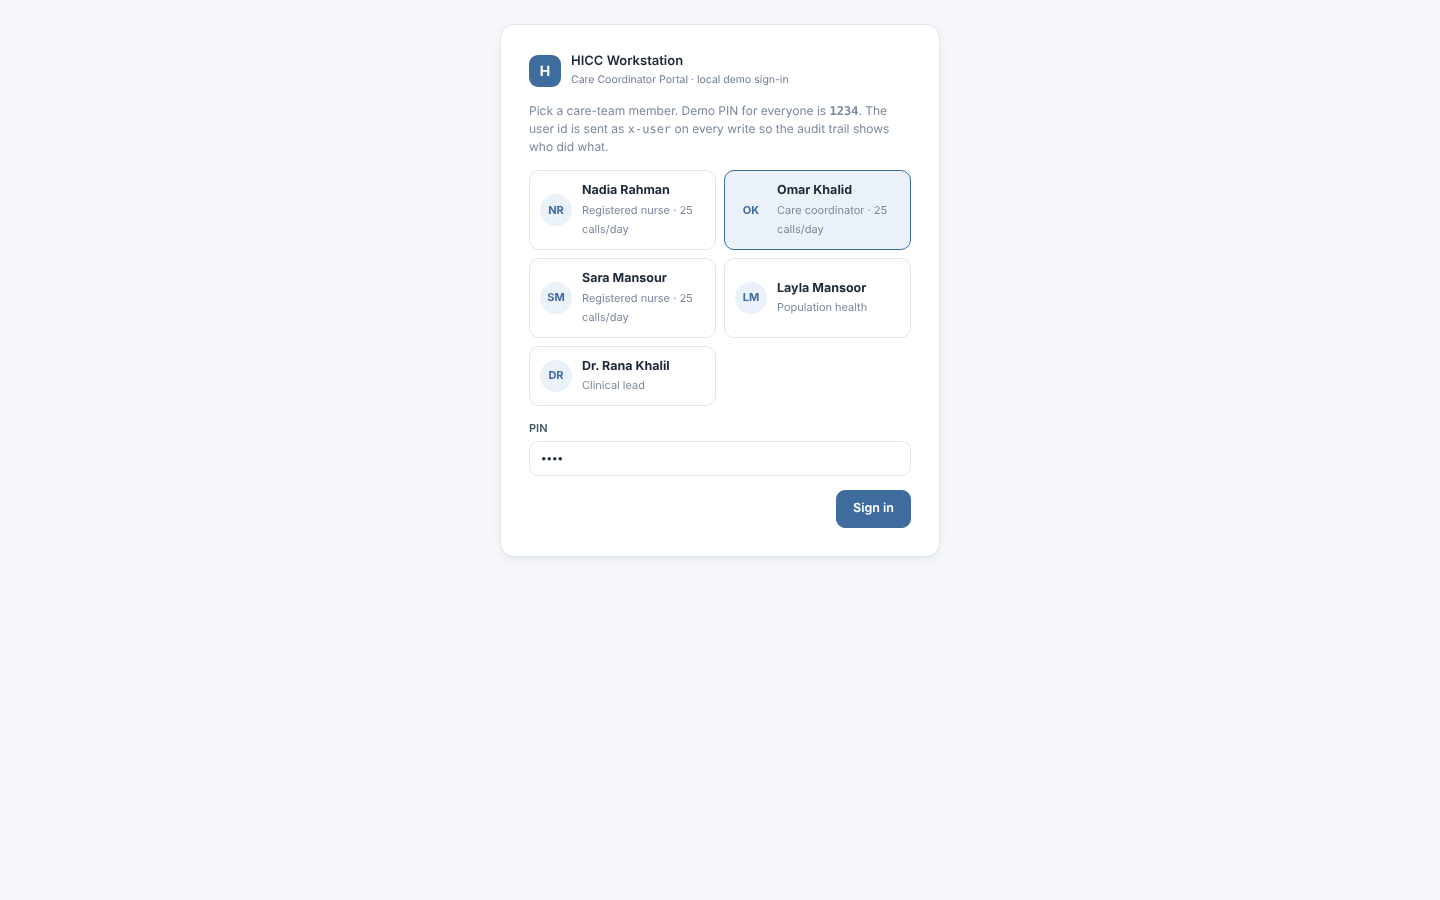 H
HICC Workstation
Care Coordinator Portal · local demo sign-in
Pick a care-team member. Demo PIN for everyone is 1234. The
user id is sent as x-user on every write so the audit trail shows
who did what.
NR
Nadia Rahman
Registered nurse · 25
calls/day
OK
Omar Khalid
Care coordinator · 25
calls/day
SM
Sara Mansour
Registered nurse · 25
calls/day
LM
Layla Mansoor
Population health
DR
Dr. Rana Khalil
Clinical lead
PIN
••••
Sign in